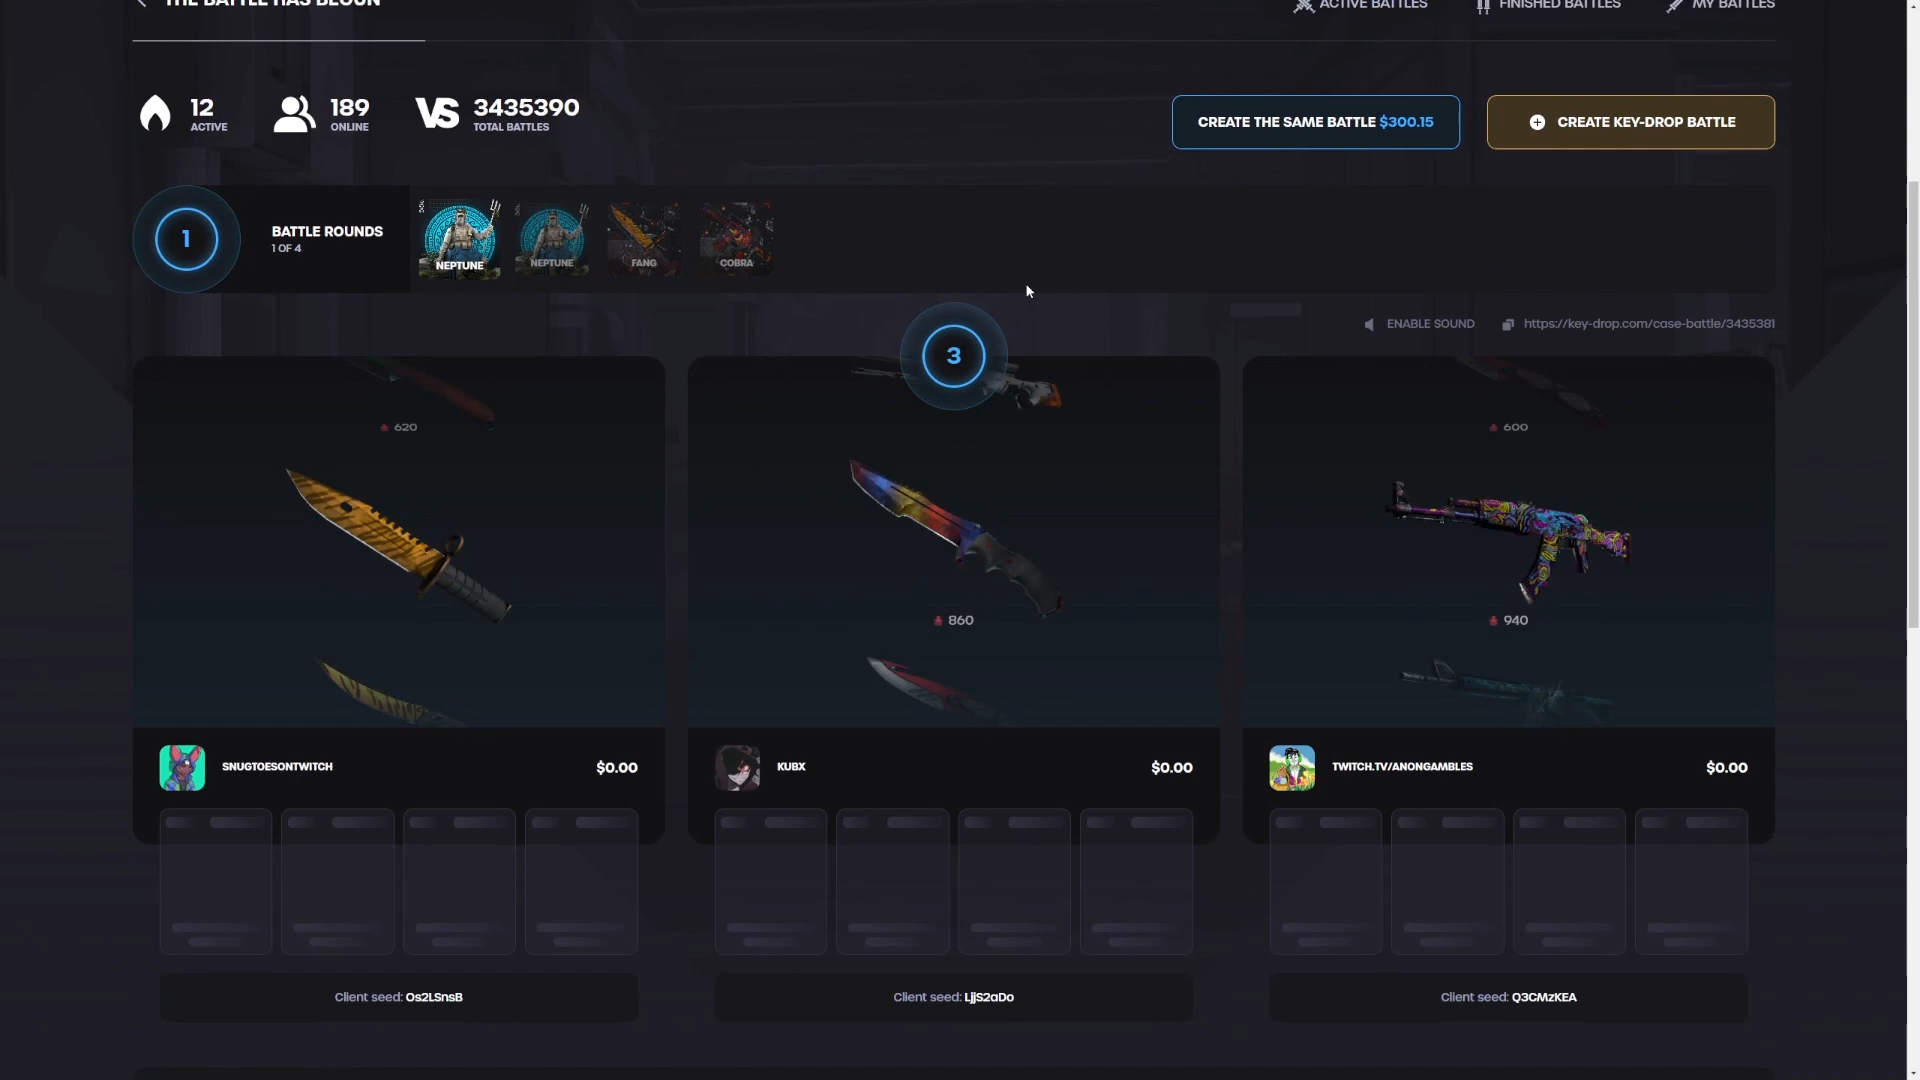 THE BATTLE HAS BEGUN
ACTIVE BATTLES
FINISHED BATTLES
MY BATTLES
12
ACTIVE
189
ONLINE
VS
3435390
TOTAL BATTLES
CREATE THE SAME BATTLE $300.15
CREATE KEY-DROP BATTLE
1
BATTLE ROUNDS
1 OF 4
NEPTUNE
NEPTUNE
FANG
COBRA
ENABLE SOUND
https://key-drop.com/case-battle/3435381
3
620
600
860
940
SNUGTOESONTWITCH
$0.00
KUBX
$0.00
TWITCH.TV/ANONGAMBLES
$0.00
Client seed: Os2LSnsB
Client seed: LjjS2aDo
Client seed: Q3CMzKEA